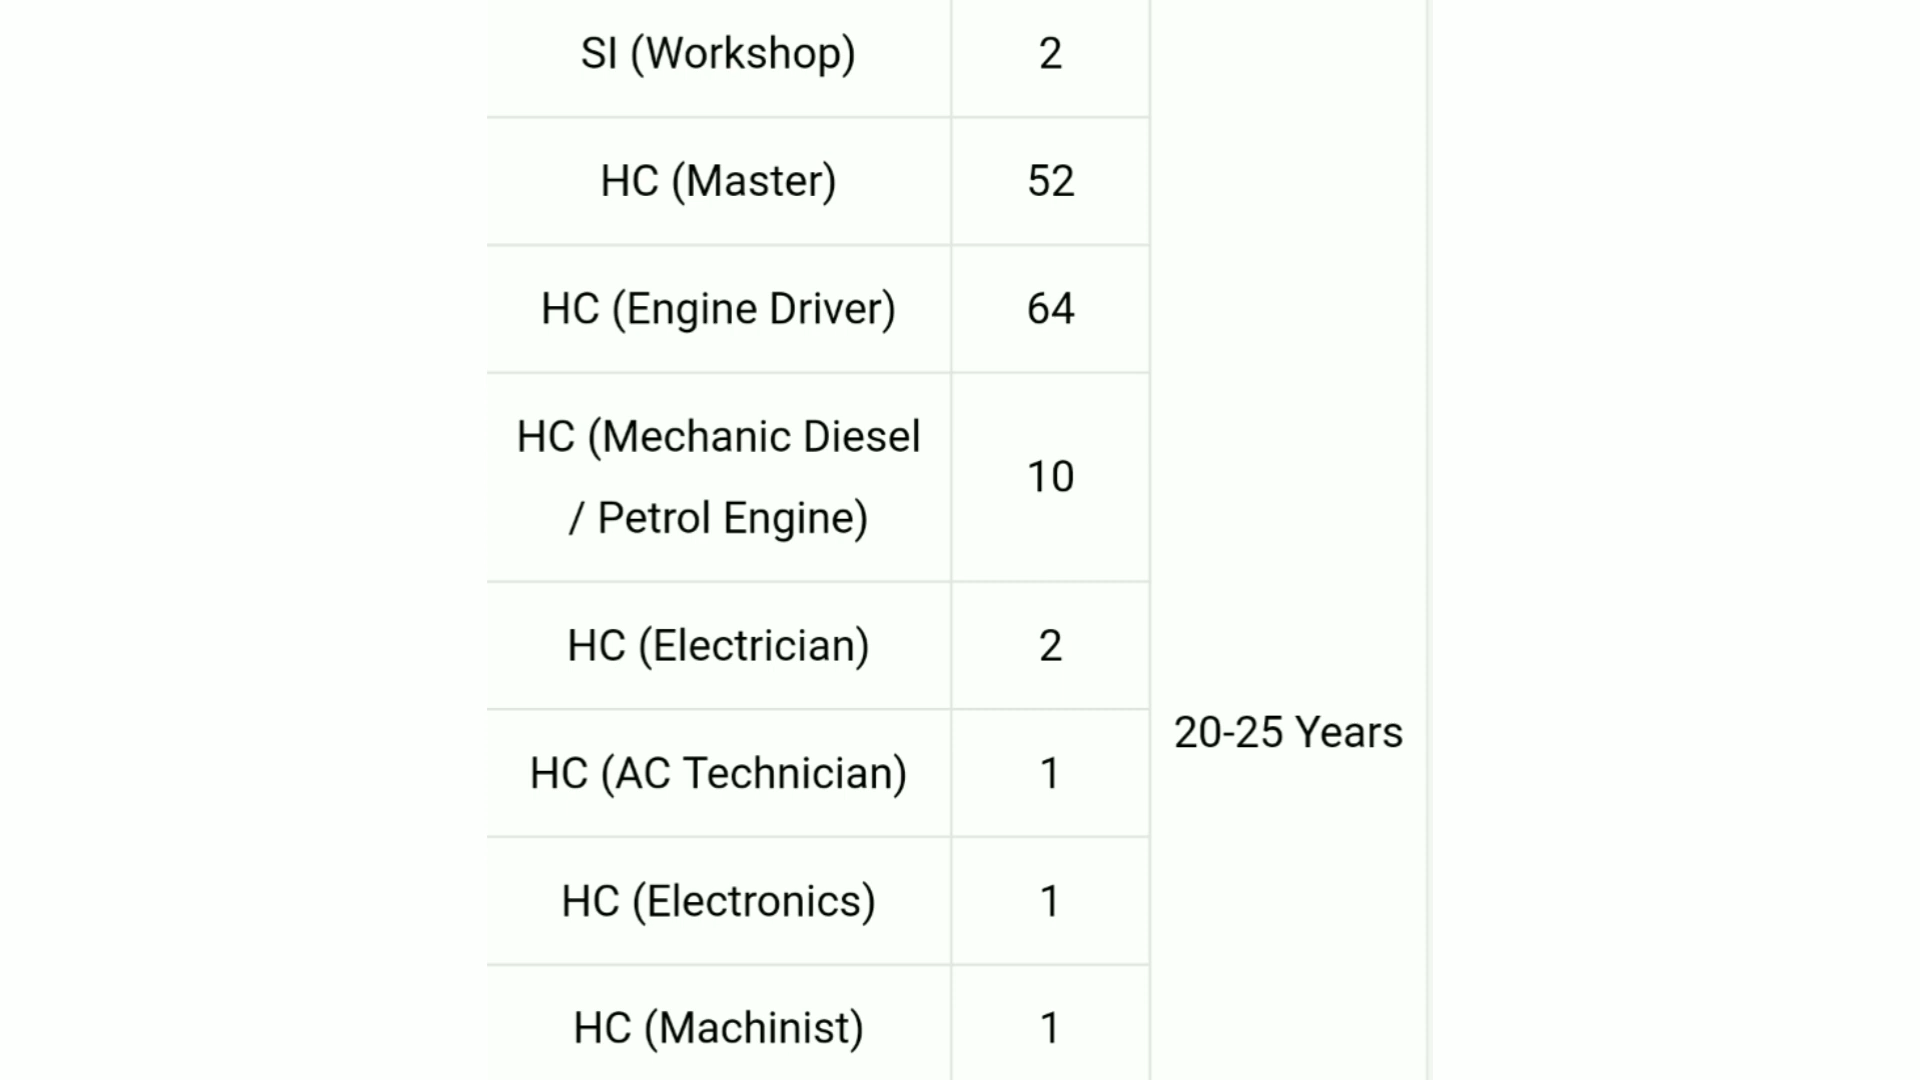 SI (Workshop) 2
HC (Master) 52
HC (Engine Driver) 64
HC (Mechanic Diesel
/ Petrol Engine) 10
HC (Electrician) 2
20-25 Years
HC (AC Technician) 1
HC (Electronics) 1
HC (Machinist) 1